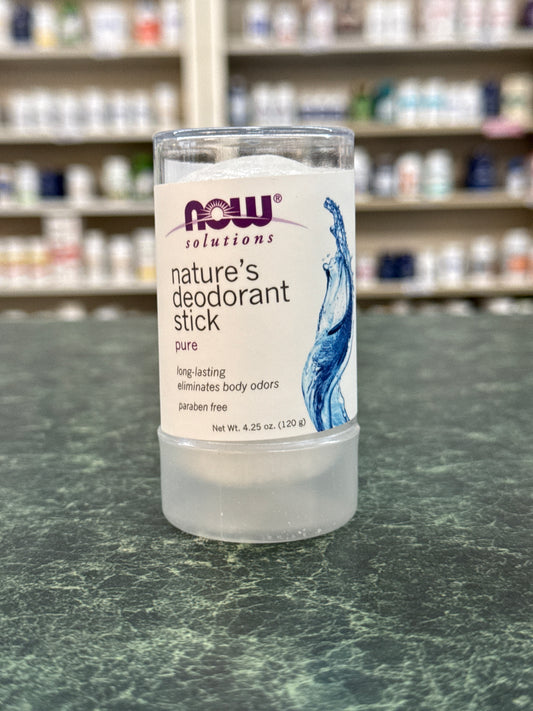 now®
solutions
nature's
deodorant
stick
pure
long-lasting
eliminates body odors
paraben free
Net Wt. 4.25 oz. (120 g)